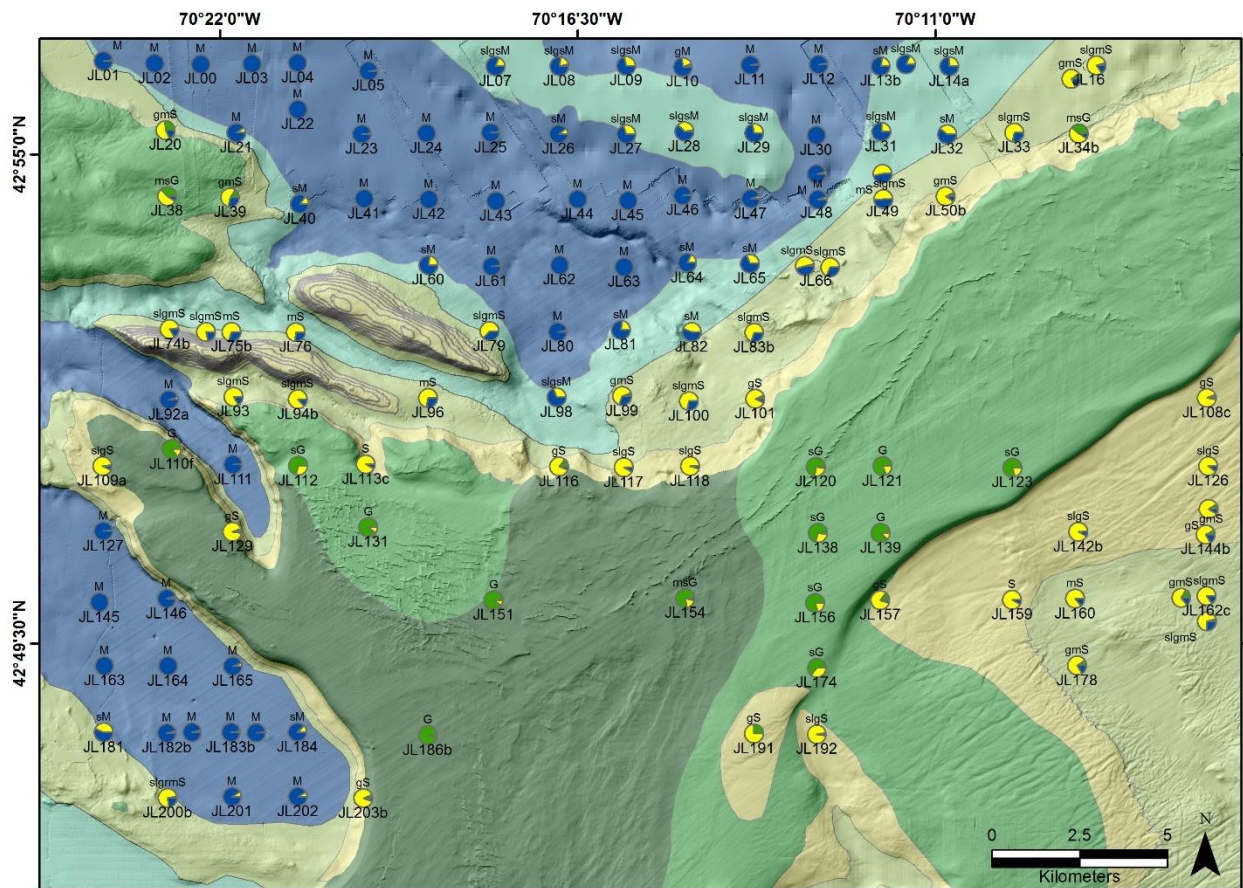 70°22'0"W 70°16'30"W 70°11'0"W
42°55'0"N
42°49'30"N
M M M M M slgsM slgsM slgsM gM M M sM slgsM slgsM slgmS
JL01 JL02 JL00 JL03 JL04 JL05 JL07 JL08 JL09 JL10 JL11 JL12 JL13b JL14a gmS JL16
M
JL22
gmS M M M M slgsM slgsM slgsM slgsM M slgsM sM slgmS msG
JL20 JL21 JL23 JL24 JL25 JL26 JL27 JL28 JL29 JL30 JL31 JL32 JL33 JL34b
msG gmS sM M M M M M M M M M mS slgmS gmS
JL38 JL39 JL40 JL41 JL42 JL43 JL44 JL45 JL46 JL47 JL48 JL49 JL50b
sM M M M sM sM slgmS slgmS
JL60 JL61 JL62 JL63 JL64 JL65 JL66
slgmS slgmS mS mS slgmS M sM sM slgmS
JL74b JL75b JL76 JL79 JL80 JL81 JL82 JL83b
M slgmS slgmS mS slgsM gmS slgmS gS gS
JL92a JL93 JL94b JL96 JL98 JL99 JL100 JL101 JL108c
slgS G M sG S gS slgS slgS sG G sG slgS
JL109a JL110f JL111 JL112 JL113c JL116 JL117 JL118 JL120 JL121 JL123 JL126
M gS G sG G slgS gS gmS
JL127 JL129 JL131 JL138 JL139 JL142b JL144b
M M G msG sG gS S mS gmS slgmS
JL145 JL146 JL151 JL154 JL156 JL157 JL159 JL160 JL162c
slgmS
M M M sG gmS
JL163 JL164 JL165 JL174 JL178
sM M M M M sM G gS slgS
JL181 JL182b JL183b JL184 JL186b JL191 JL192
slgrmS M M gS
JL200b JL201 JL202 JL203b
N
0 2.5 5
Kilometers